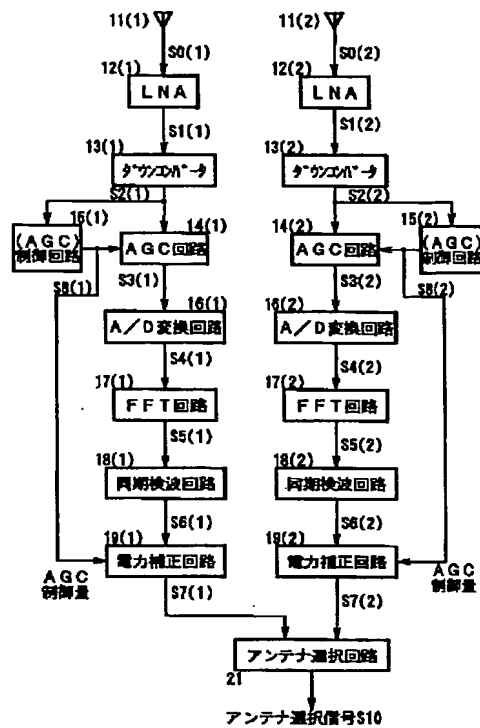 11(1)
11(2)
S0(1)
S0(2)
12(1)
12(2)
LNA
LNA
S1(1)
S1(2)
13(1)
13(2)
ダウンコンバータ
ダウンコンバータ
S2(1)
S2(2)
15(1)
14(1)
14(2)
15(2)
(AGC)
制御回路
AGC回路
AGC回路
(AGC)
制御回路
S8(1)
S3(1)
S3(2)
S8(2)
16(1)
16(2)
A/D変換回路
A/D変換回路
S4(1)
S4(2)
17(1)
17(2)
FFT回路
FFT回路
S5(1)
S5(2)
18(1)
18(2)
同期検波回路
同期検波回路
S6(1)
S6(2)
19(1)
19(2)
電力補正回路
電力補正回路
AGC
制御量
S7(1)
S7(2)
AGC
制御量
アンテナ選択回路
21
アンテナ選択信号S10